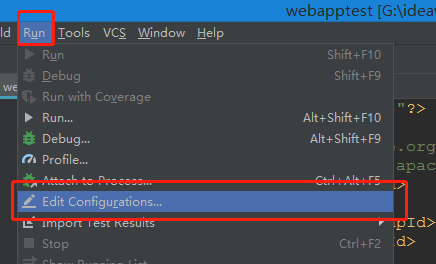 webapptest [G:\ideaw
ld Run Tools VCS Window Help
Run Shift+F10
we Debug Shift+F9
Run with Coverage
Run... Alt+Shift+F10 "?>
Debug... Alt+Shift+F9
Profile... .org
Attach to Process... Ctrl+Alt+F5 apac
Edit Configurations... >
Import Test Results pId>
Stop Ctrl+F2 d>
Show Running List